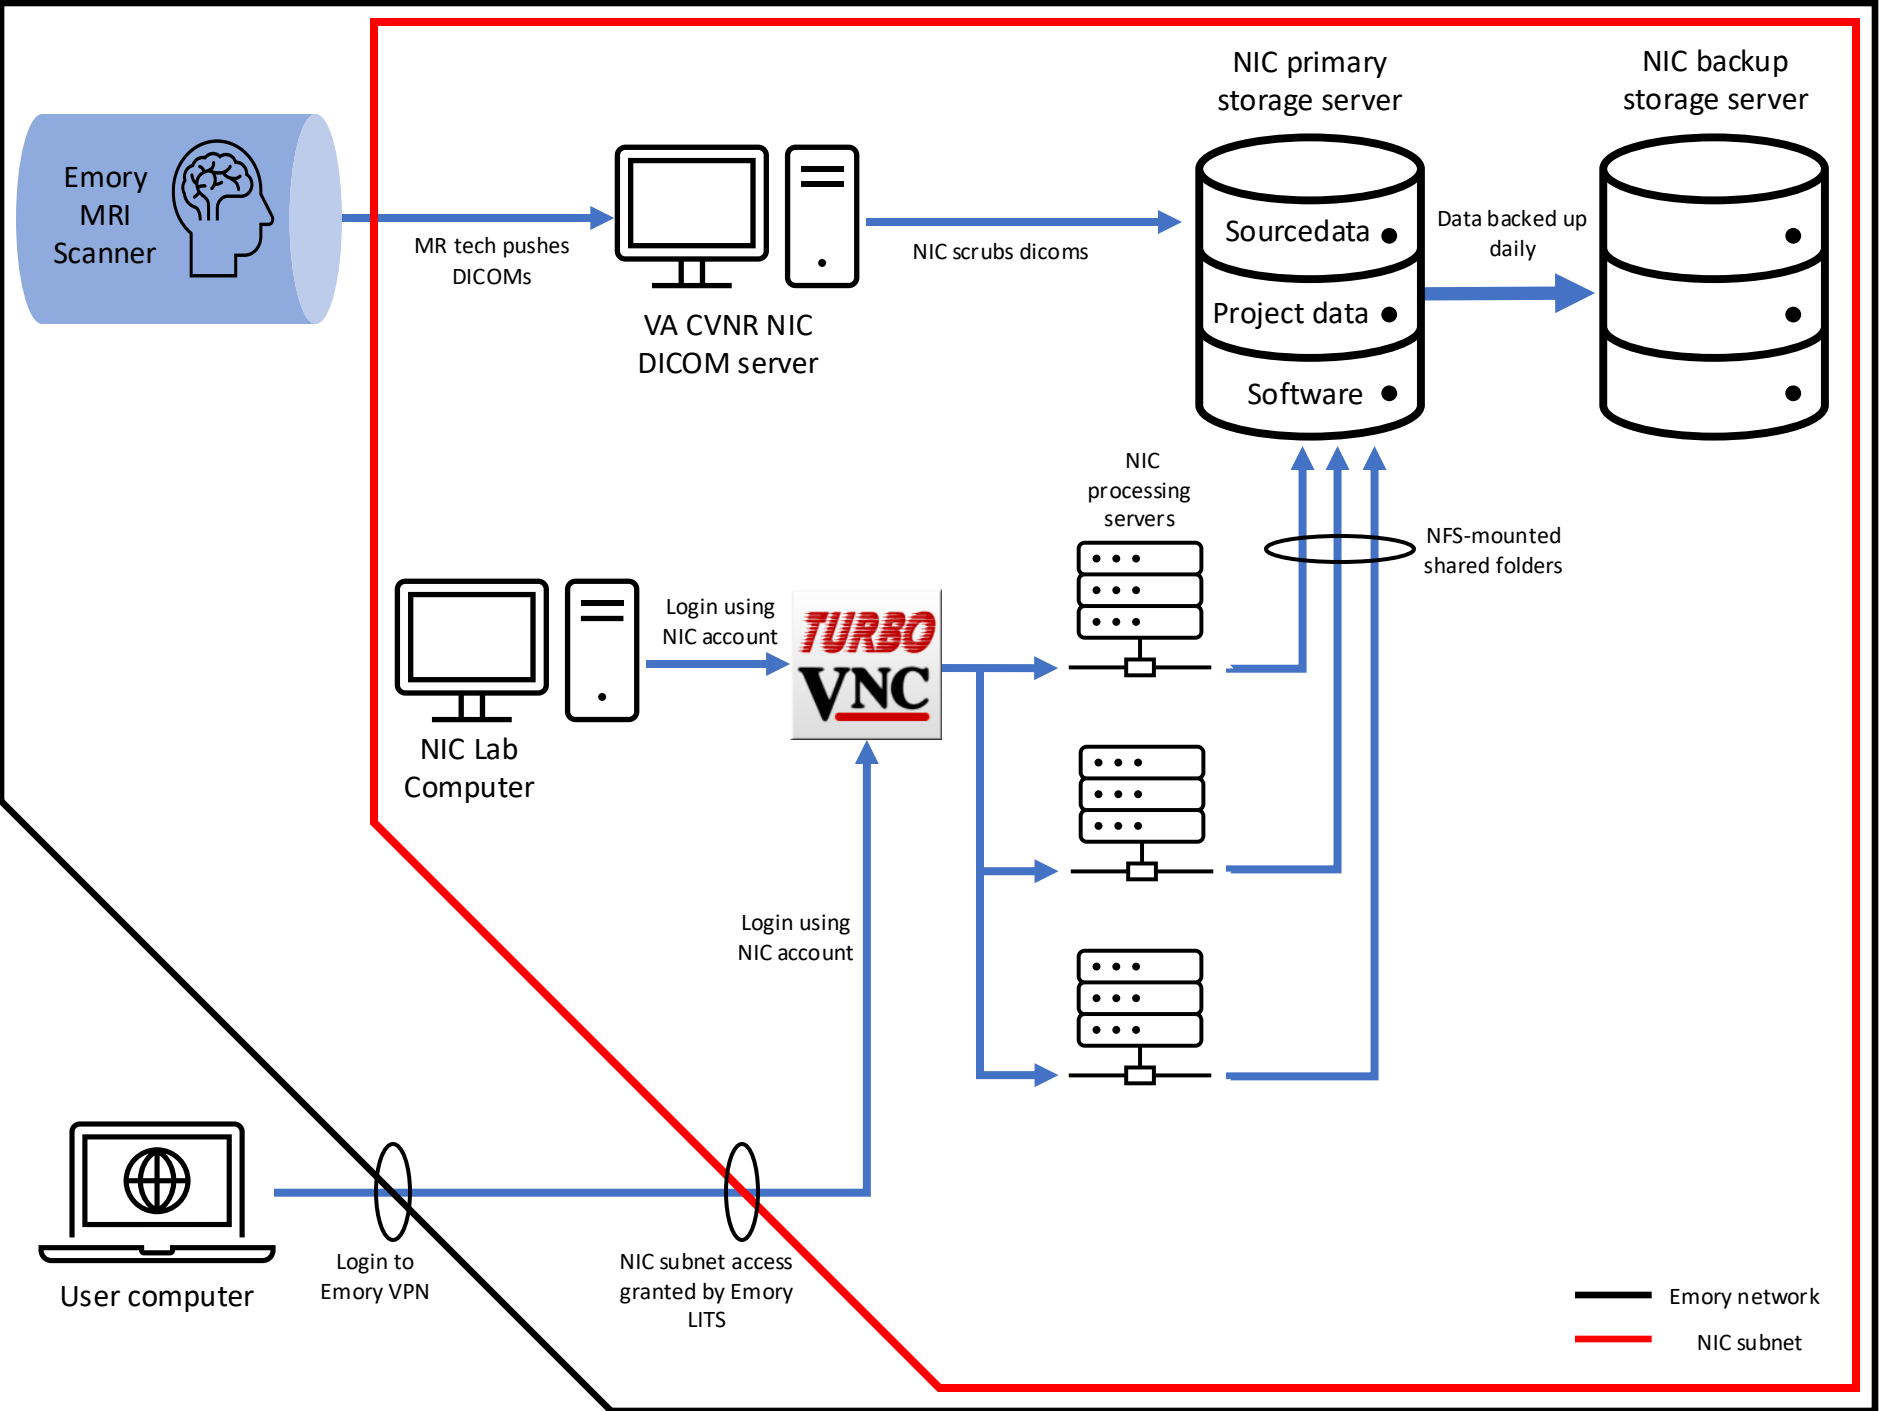 NIC primary
storage server
NIC backup
storage server
Emory
MRI
Scanner
MR tech pushes
DICOMs
VA CVNR NIC
DICOM server
NIC scrubs dicoms
Sourcedata
Project data
Software
Data backed up
daily
NIC
processing
servers
NFS-mounted
shared folders
NIC Lab
Computer
Login using
NIC account
TURBO
VNC
Login using
NIC account
User computer
Login to
Emory VPN
NIC subnet access
granted by Emory
LITS
Emory network
NIC subnet